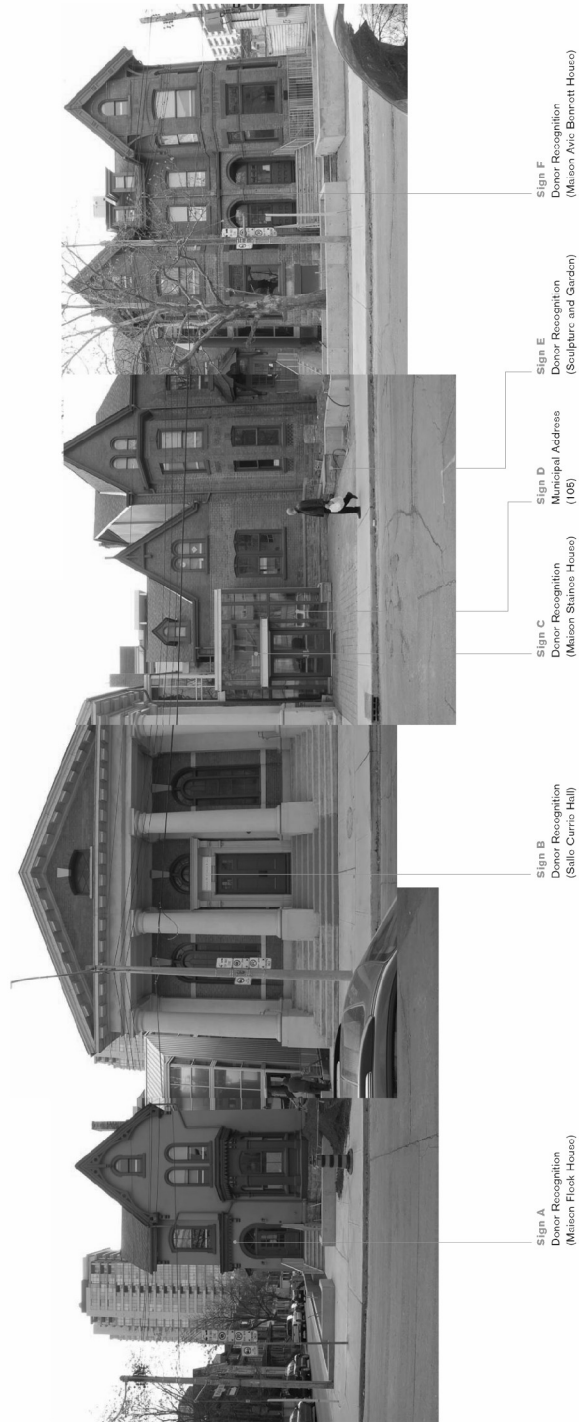 Sign A
Donor Recognition
(Maison Flook House)
Sign B
Donor Recognition
(Salle Currie Hall)
Sign C
Donor Recognition
(Maison Staines House)
Sign D
Municipal Address
(105)
Sign E
Donor Recognition
(Sculpture and Garden)
Sign F
Donor Recognition
(Maison Avie Bennett House)